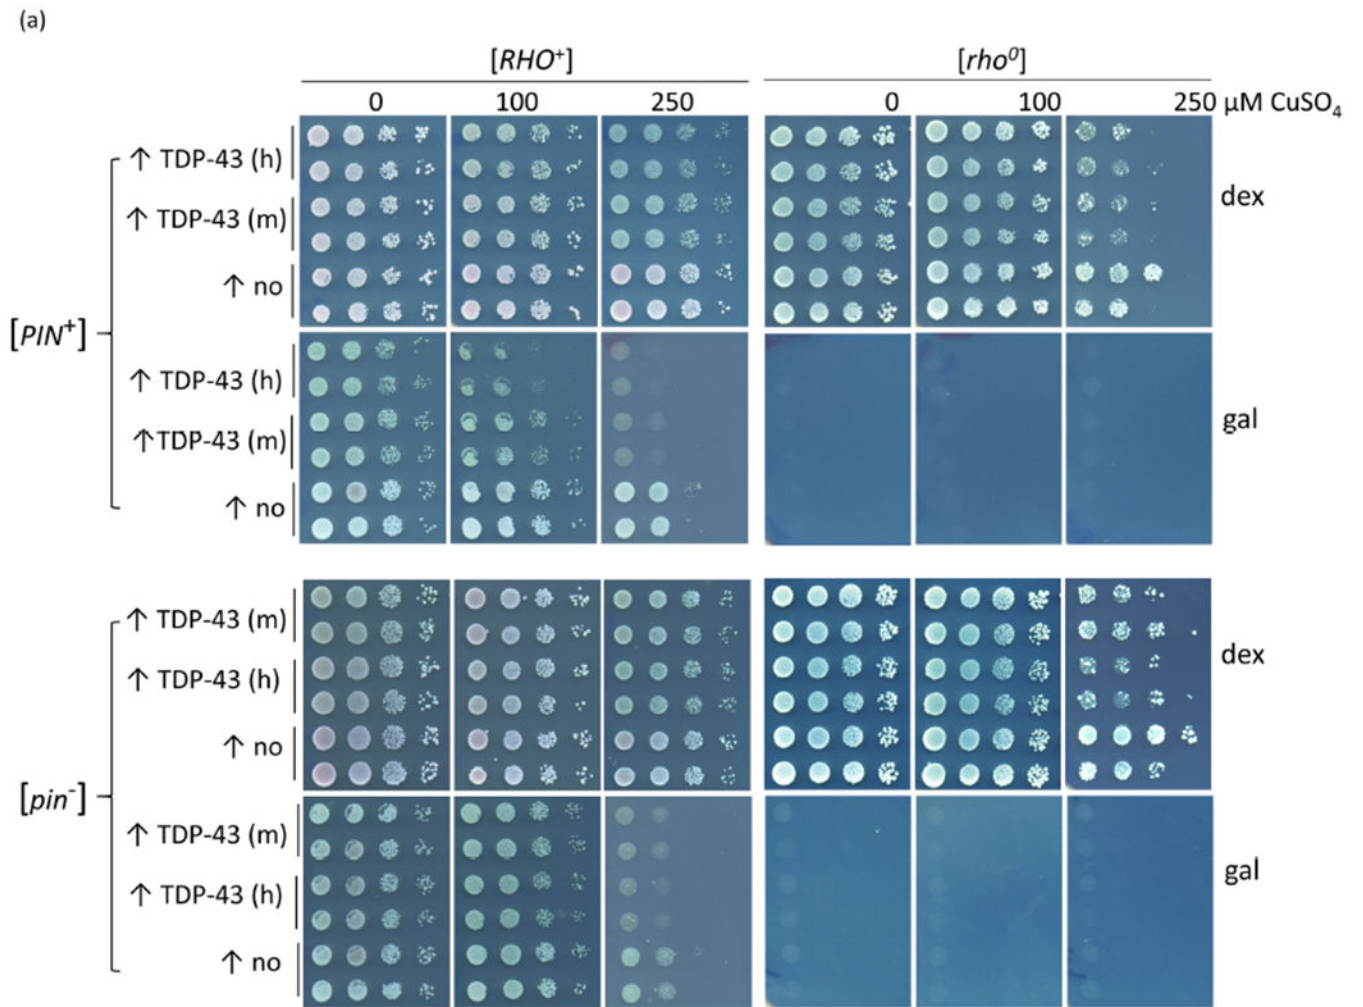 (a)
[RHO⁺] [rho⁰]
0 100 250 0 100 250 µM CuSO₄
↑ TDP-43 (h)
dex
↑ TDP-43 (m)
↑ no
[PIN⁺]
↑ TDP-43 (h)
gal
↑TDP-43 (m)
↑ no
↑ TDP-43 (m)
dex
↑ TDP-43 (h)
↑ no
[pin⁻]
↑ TDP-43 (m)
gal
↑ TDP-43 (h)
↑ no